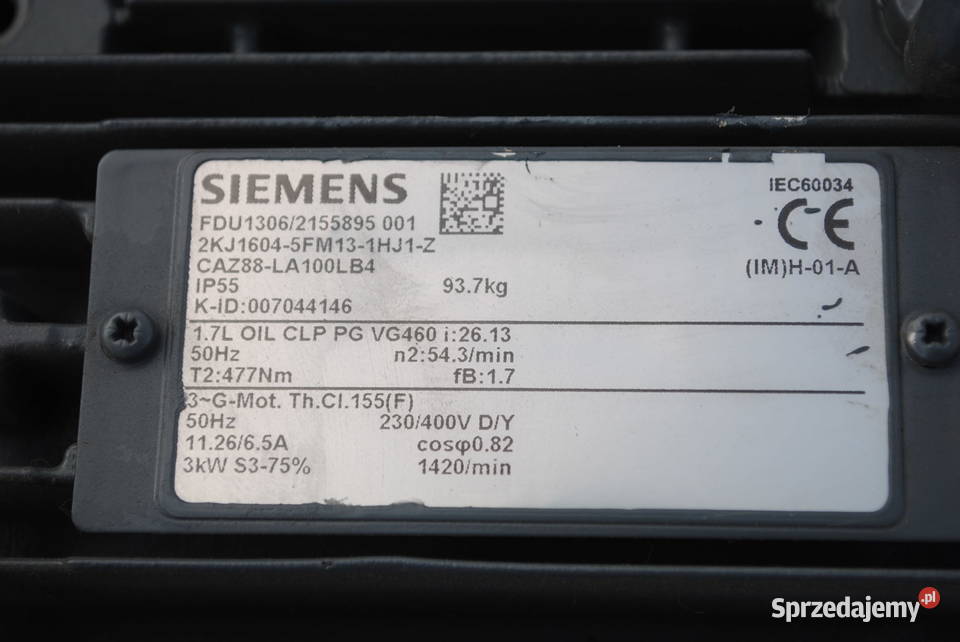 SIEMENS
IEC60034
CE
FDU1306/2155895 001
2KJ1604-5FM13-1HJ1-Z
CAZ88-LA100LB4
(IM)H-01-A
IP55 93.7kg
K-ID:007044146
1.7L OIL CLP PG VG460 i:26.13
50Hz n2:54.3/min
T2:477Nm fB:1.7
3~G-Mot. Th.Cl.155(F)
50Hz 230/400V D/Y
11.26/6.5A cosφ0.82
3kW S3-75% 1420/min
Sprzedajemy.pl